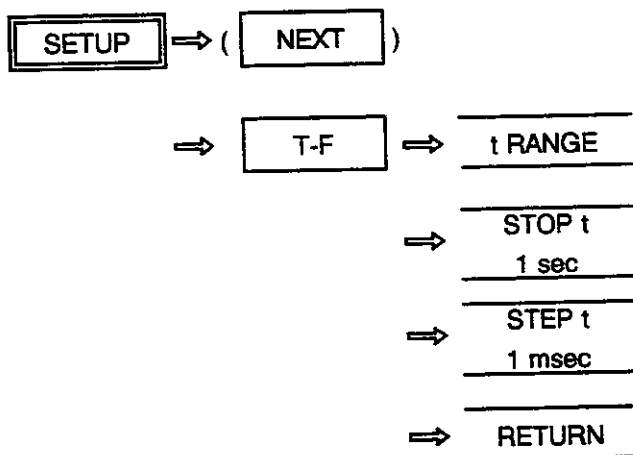 SETUP ⇒ ( NEXT )
⇒ T-F ⇒ t RANGE
⇒ STOP t
1 sec
⇒ STEP t
1 msec
⇒ RETURN